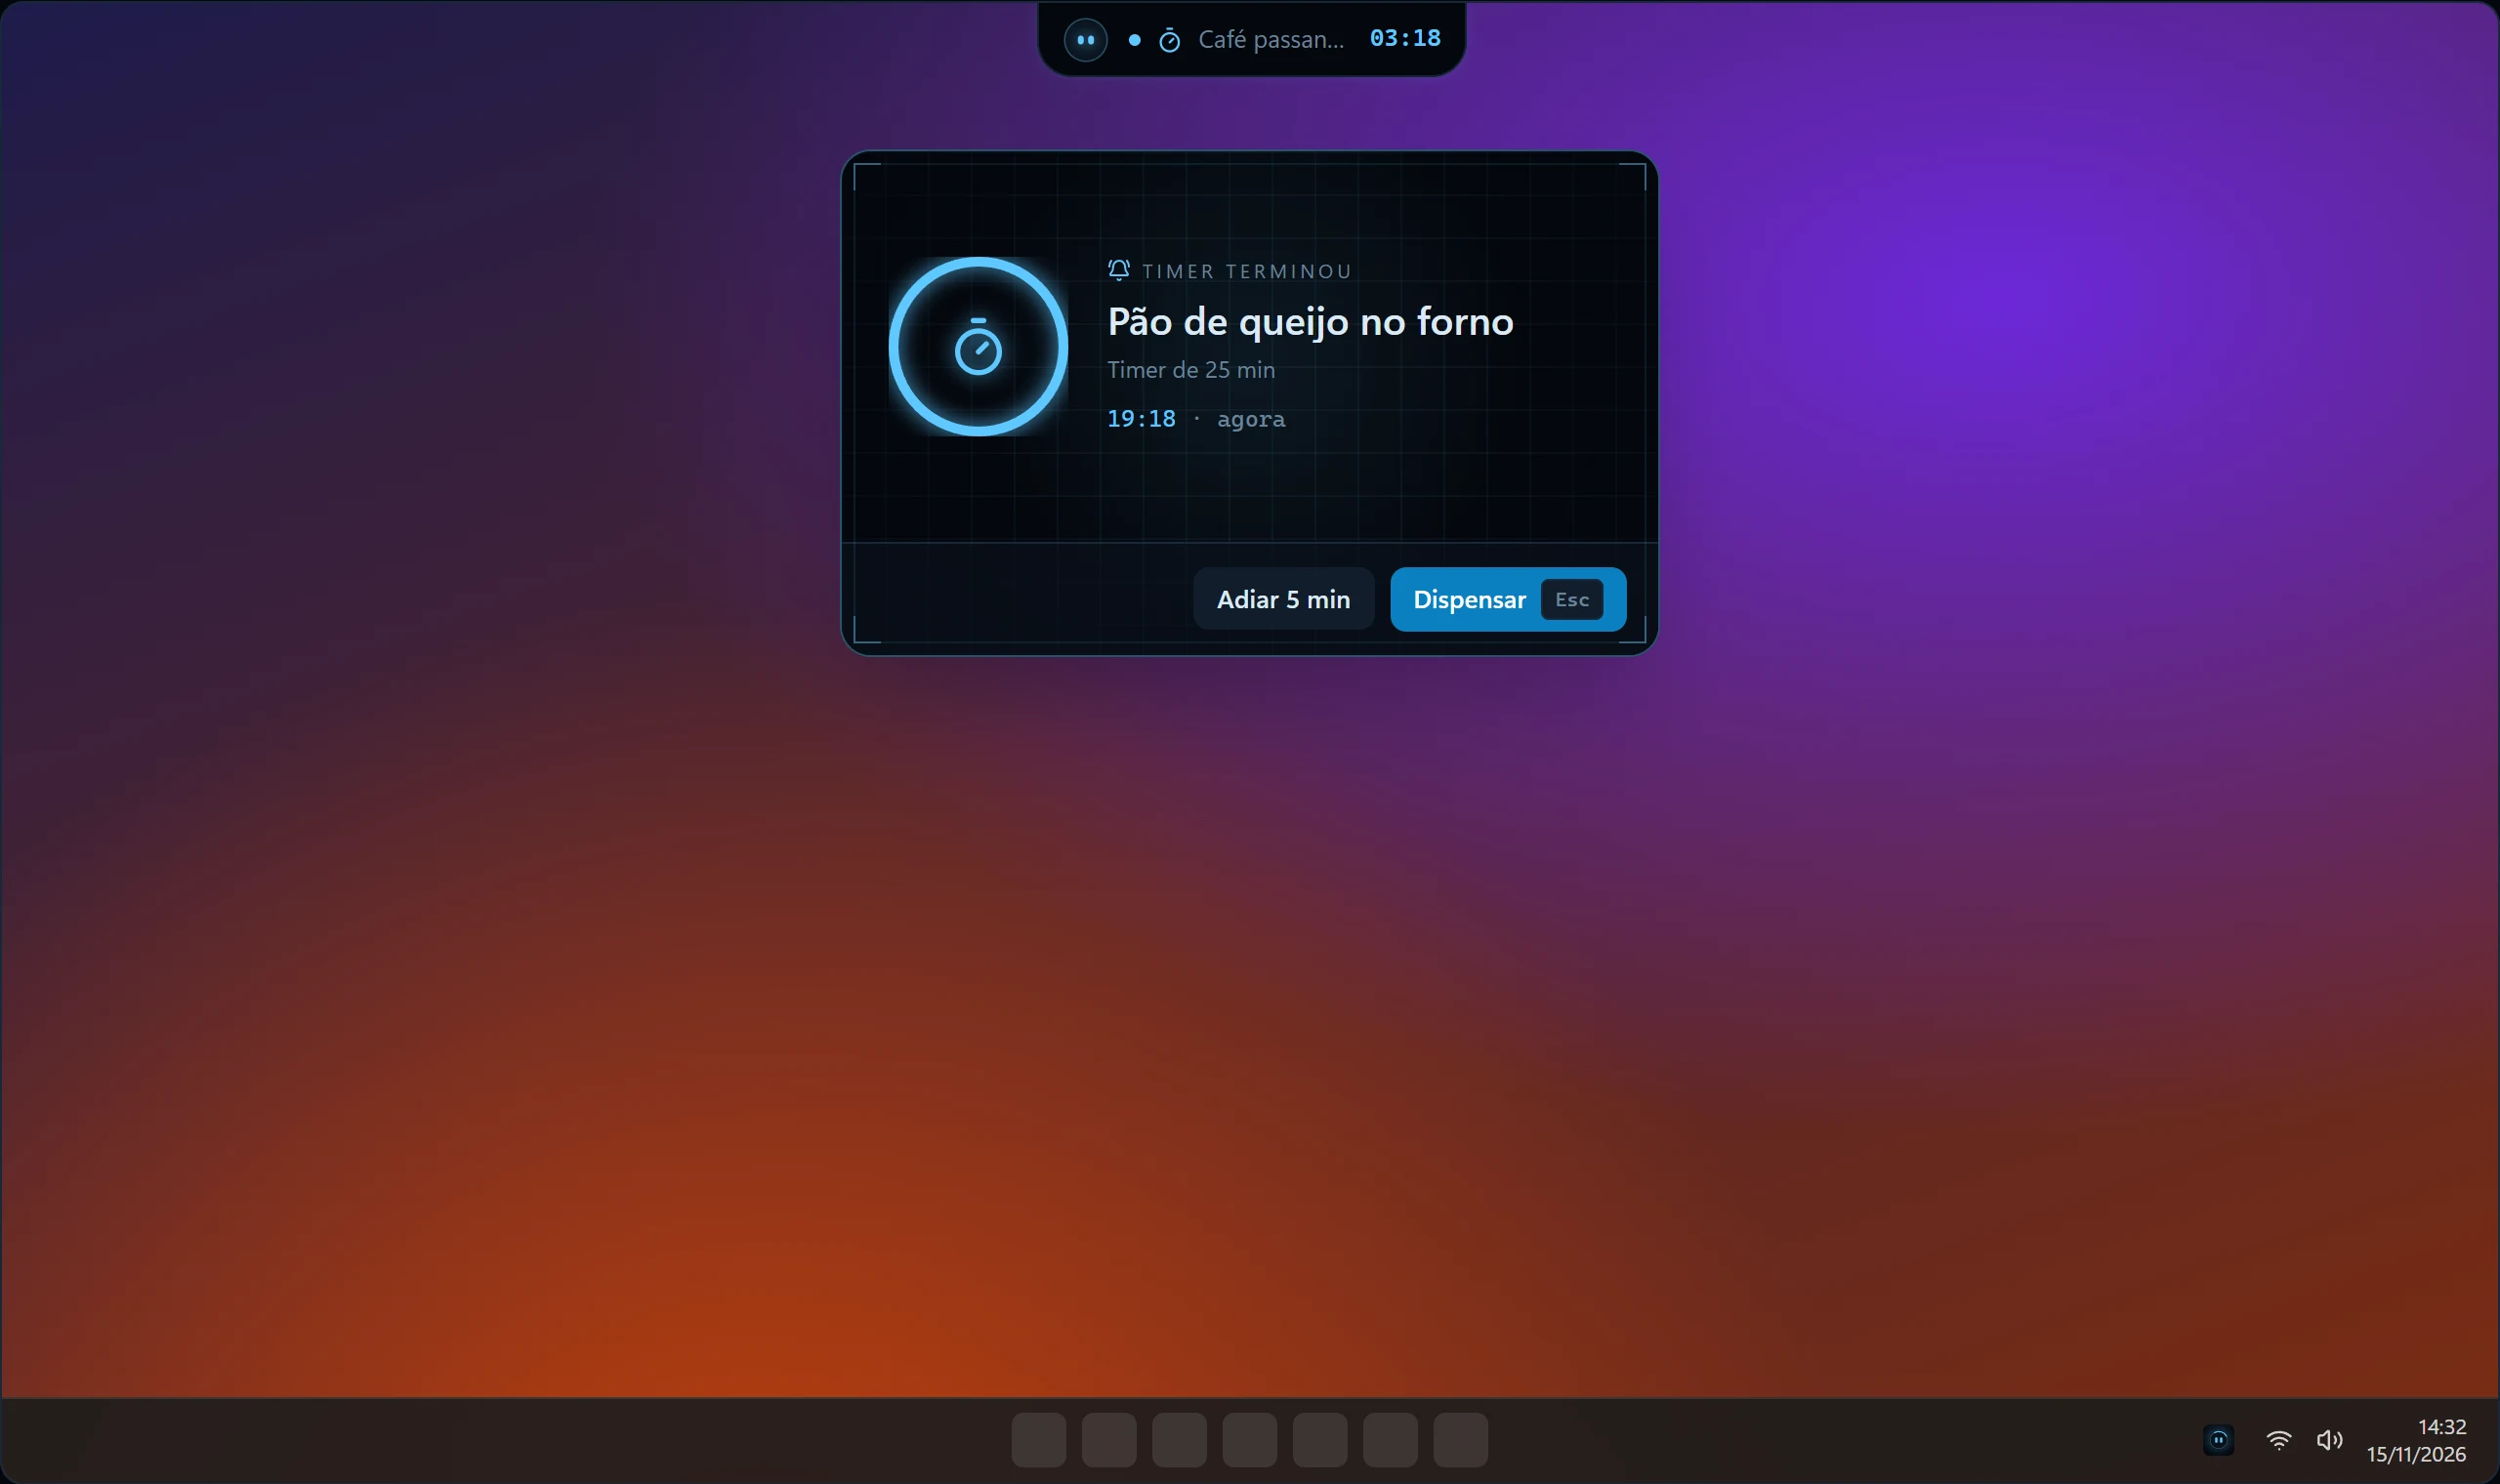 Café passan... 03:18
TIMER TERMINOU
Pão de queijo no forno
Timer de 25 min
19:18 · agora
Adiar 5 min
Dispensar Esc
14:32
15/11/2026